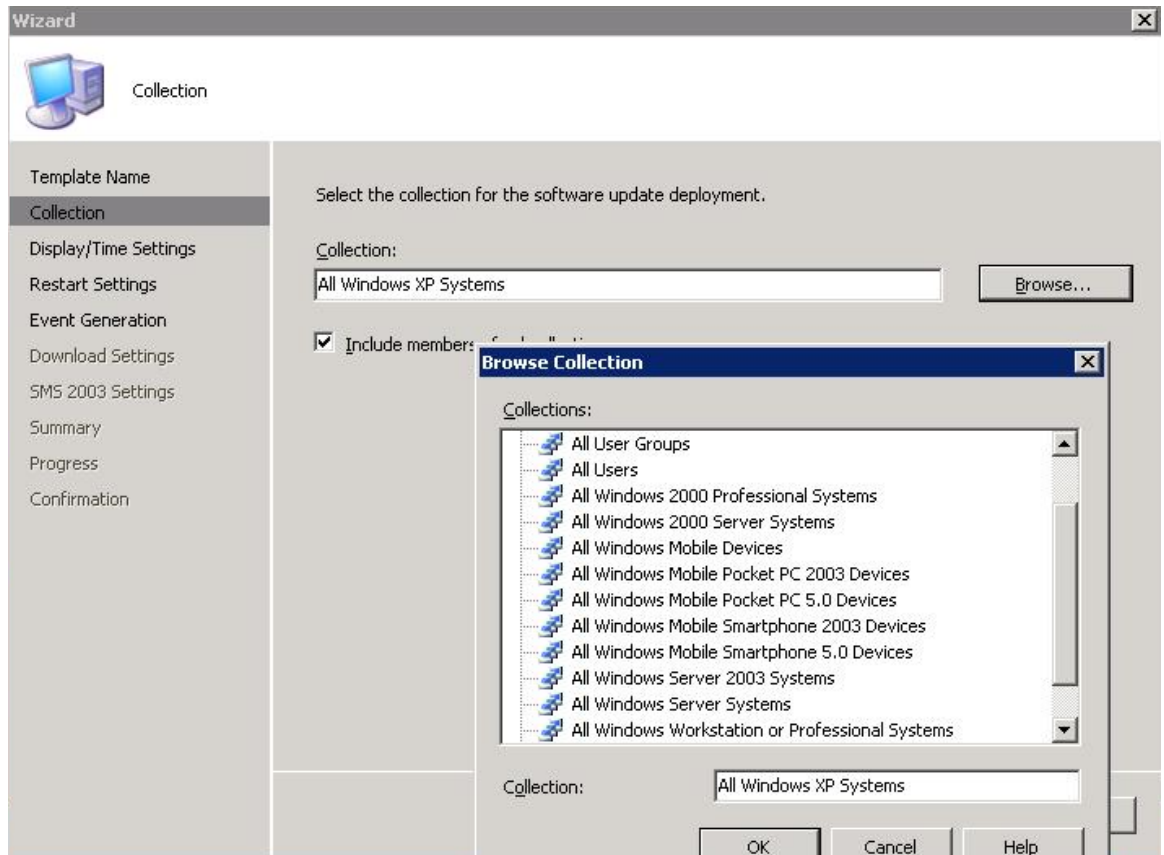 Wizard
Collection
Template Name
Collection
Display/Time Settings
Restart Settings
Event Generation
Download Settings
SMS 2003 Settings
Summary
Progress
Confirmation
Select the collection for the software update deployment.
Collection:
All Windows XP Systems
Browse...
Include members
Browse Collection
Collections:
All User Groups
All Users
All Windows 2000 Professional Systems
All Windows 2000 Server Systems
All Windows Mobile Devices
All Windows Mobile Pocket PC 2003 Devices
All Windows Mobile Pocket PC 5.0 Devices
All Windows Mobile Smartphone 2003 Devices
All Windows Mobile Smartphone 5.0 Devices
All Windows Server 2003 Systems
All Windows Server Systems
All Windows Workstation or Professional Systems
Collection:
All Windows XP Systems
OK
Cancel
Help